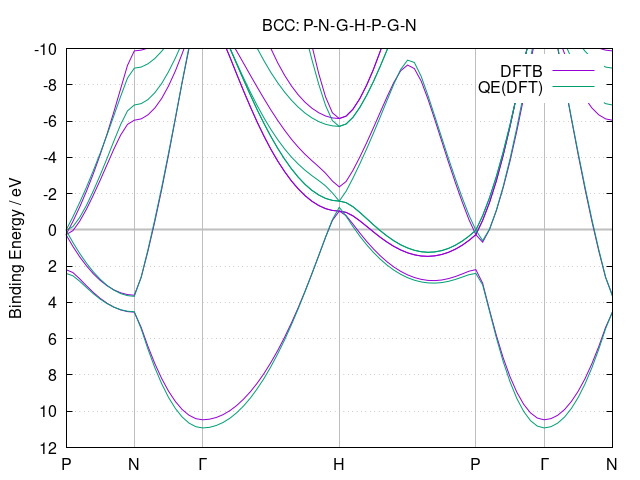 BCC: P-N-G-H-P-G-N
DFTB
QE(DFT)
Binding Energy / eV
-10
-8
-6
-4
-2
0
2
4
6
8
10
12
P N Γ H P Γ N